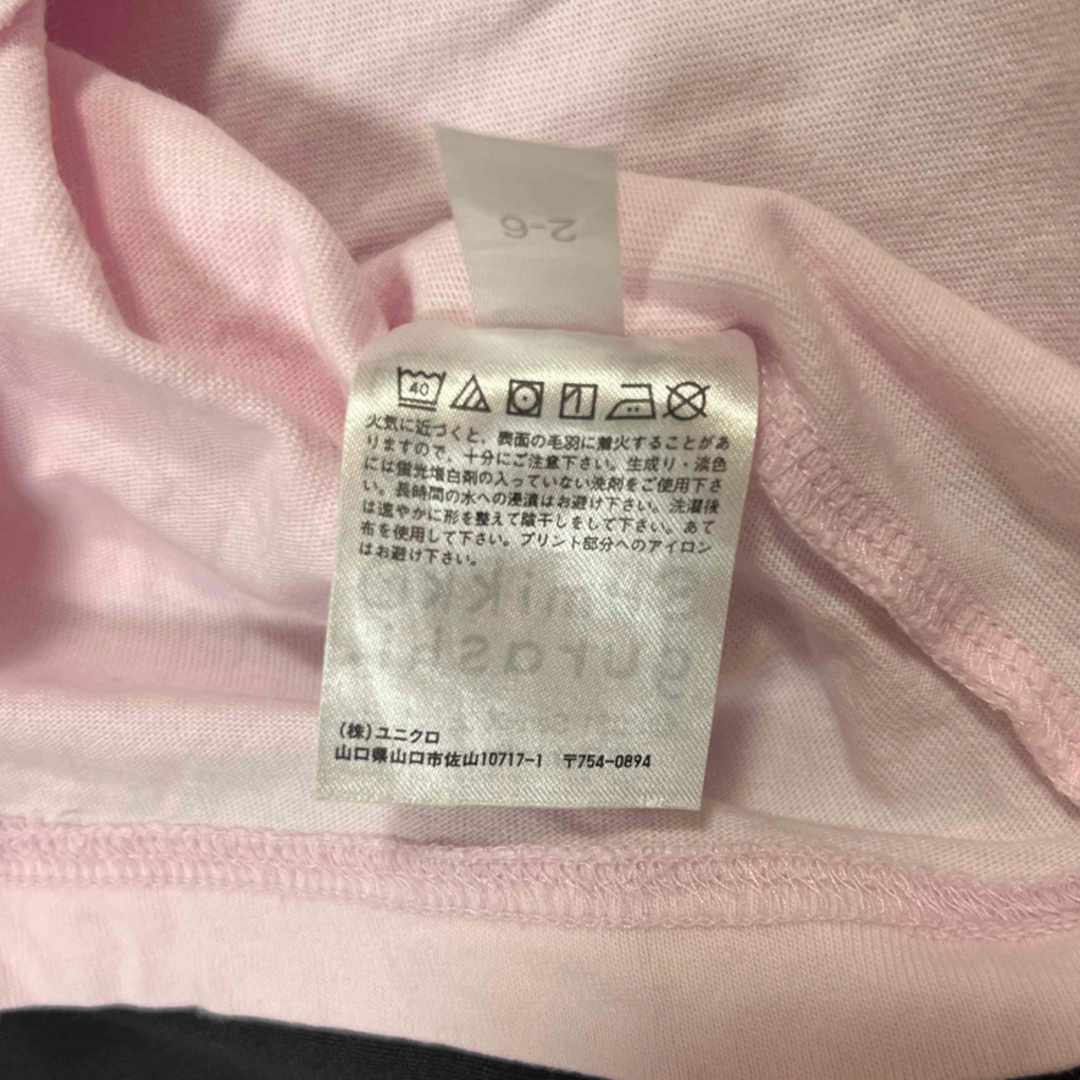 2-6
40
火気に近づくと、表面の毛羽に着火することがあ
りますので、十分にご注意下さい。生成り・淡色
には蛍光増白剤の入っていない洗剤をご使用下さ
い。長時間の水への浸漬はお避け下さい。洗濯後
は速やかに形を整えて陰干しをして下さい。あて
布を使用して下さい。プリント部分へのアイロン
はお避け下さい。
mikko
gurashi
(株)ユニクロ
山口県山口市佐山10717-1 〒754-0894